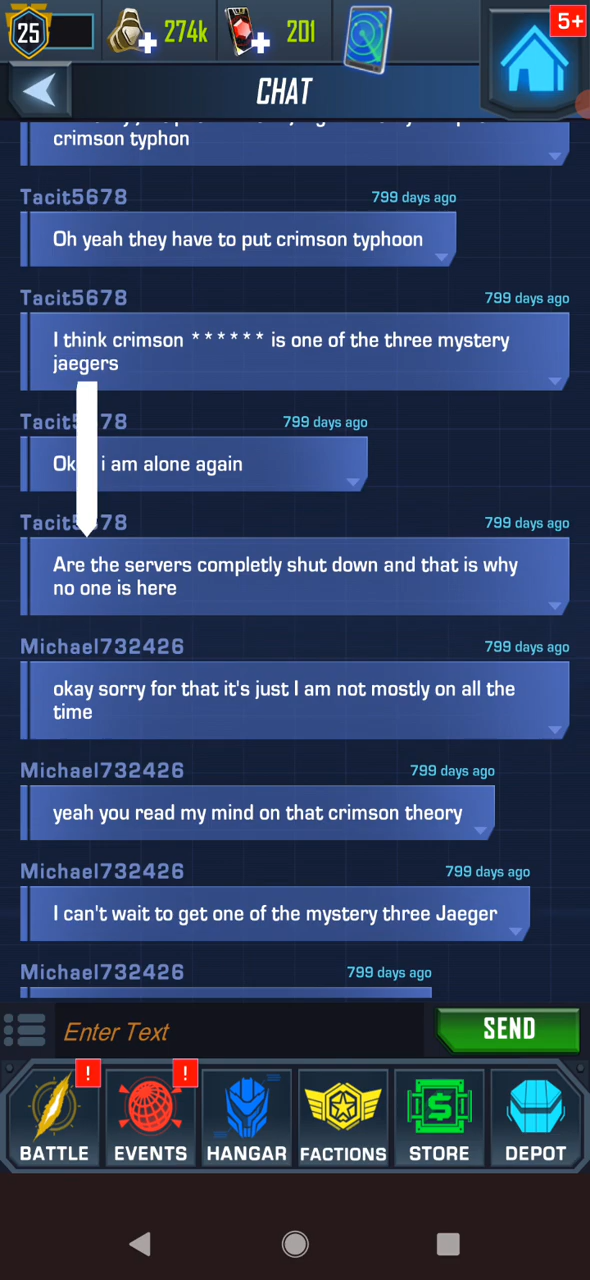 25
274k
201
5+
CHAT
crimson typhon
Tacit5678 799 days ago
Oh yeah they have to put crimson typhoon
Tacit5678 799 days ago
I think crimson ****** is one of the three mystery
jaegers
799 days ago
i am alone again
799 days ago
Are the servers completly shut down and that is why
no one is here
Michael732426 799 days ago
okay sorry for that it's just I am not mostly on all the
time
Michael732426 799 days ago
yeah you read my mind on that crimson theory
Michael732426 799 days ago
I can't wait to get one of the mystery three Jaeger
Michael732426 799 days ago
Enter Text
SEND
! !
BATTLE EVENTS HANGAR FACTIONS STORE DEPOT